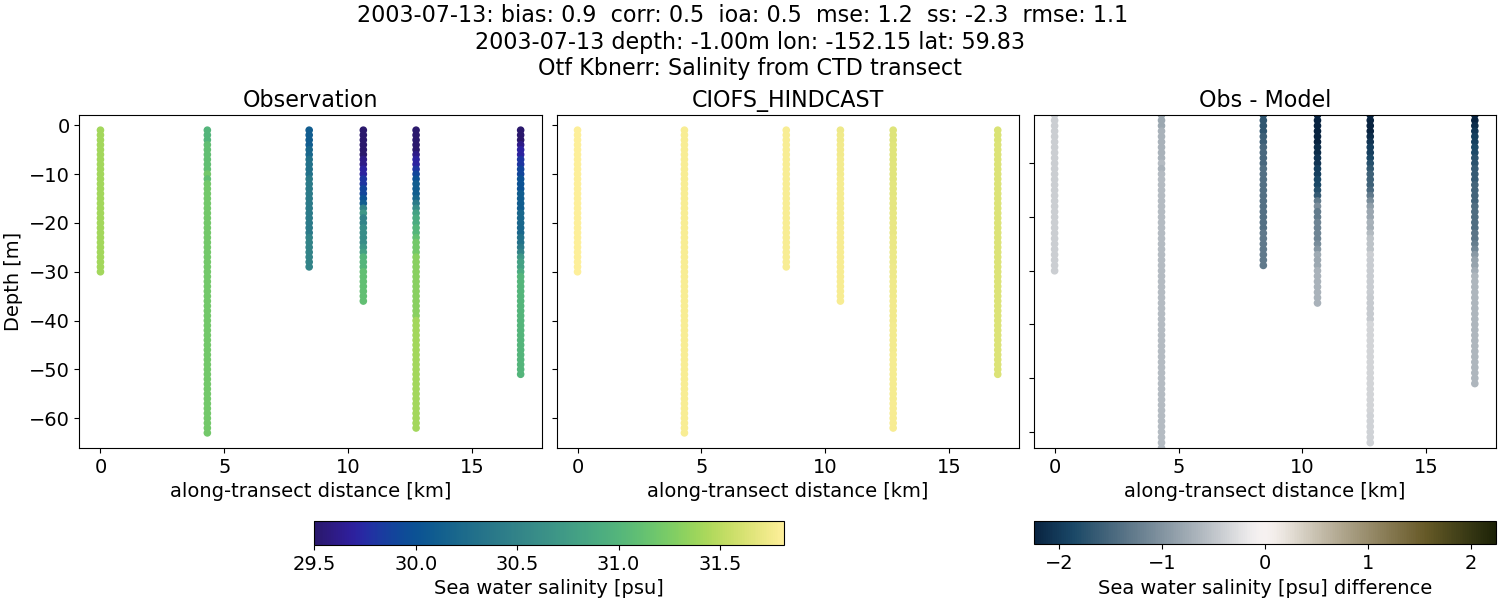 2003-07-13: bias: 0.9  corr: 0.5  ioa: 0.5  mse: 1.2  ss: -2.3  rmse: 1.1
2003-07-13 depth: -1.00m lon: -152.15 lat: 59.83
Otf Kbnerr: Salinity from CTD transect
Observation
CIOFS_HINDCAST
Obs - Model
Depth [m]
0
−10
−20
−30
−40
−50
−60
0 5 10 15
0 5 10 15
0 5 10 15
along-transect distance [km]
along-transect distance [km]
along-transect distance [km]
29.5 30.0 30.5 31.0 31.5
Sea water salinity [psu]
−2 −1 0 1 2
Sea water salinity [psu] difference